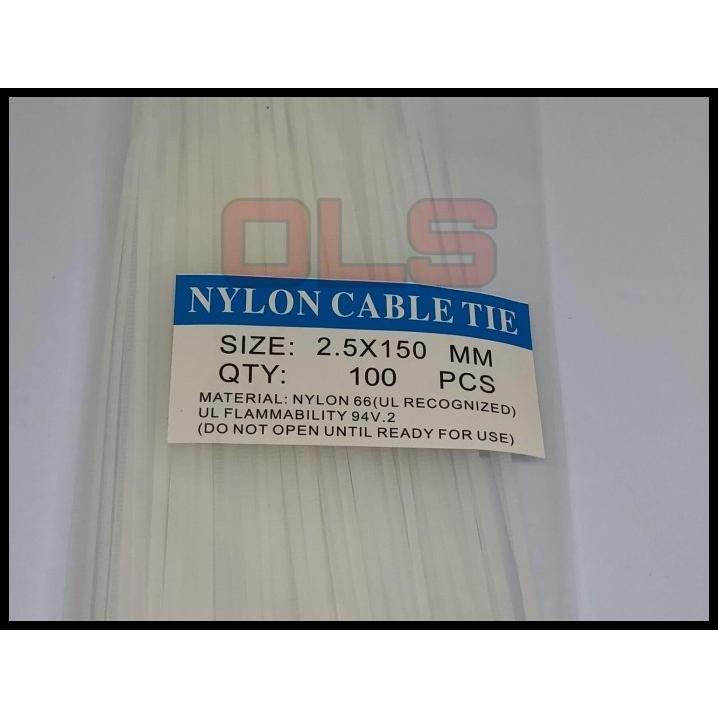 OLS
NYLON CABLE TIE
SIZE: 2.5X150 MM
QTY: 100 PCS
MATERIAL: NYLON 66(UL RECOGNIZED)
UL FLAMMABILITY 94V.2
(DO NOT OPEN UNTIL READY FOR USE)